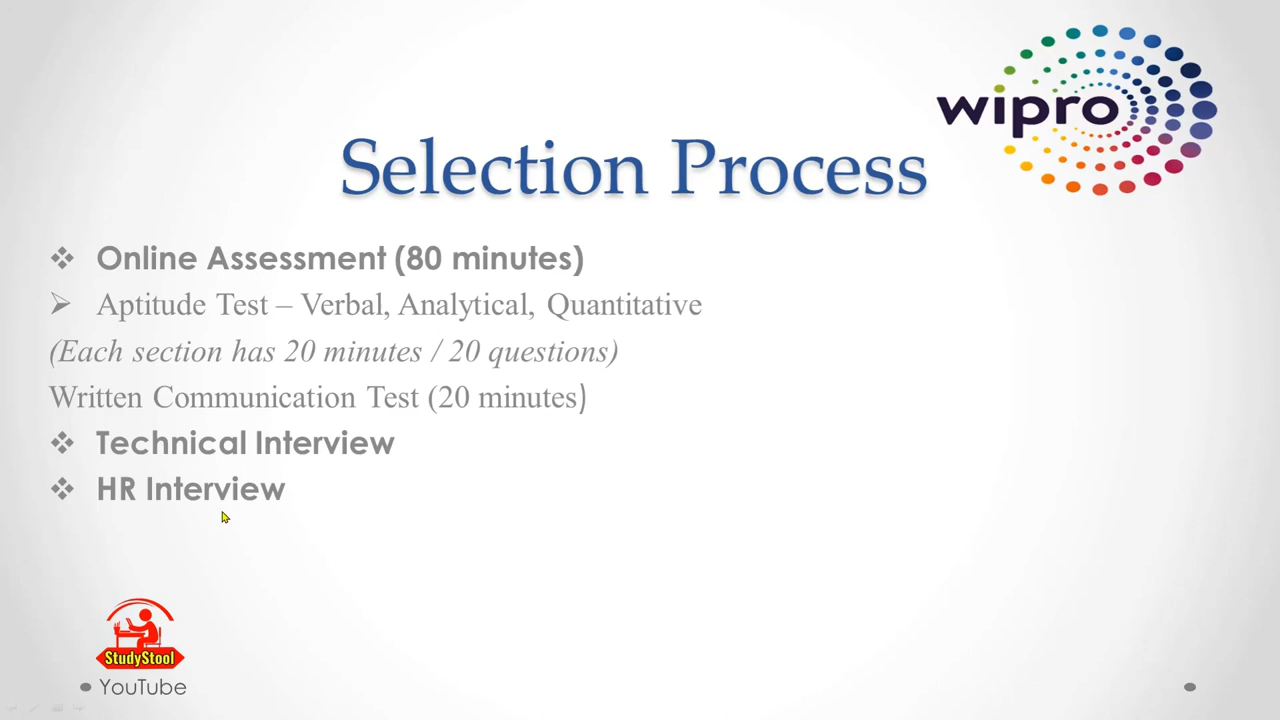 wipro
Selection Process
Online Assessment (80 minutes)
Aptitude Test – Verbal, Analytical, Quantitative
(Each section has 20 minutes / 20 questions)
Written Communication Test (20 minutes)
Technical Interview
HR Interview
StudyStool
YouTube